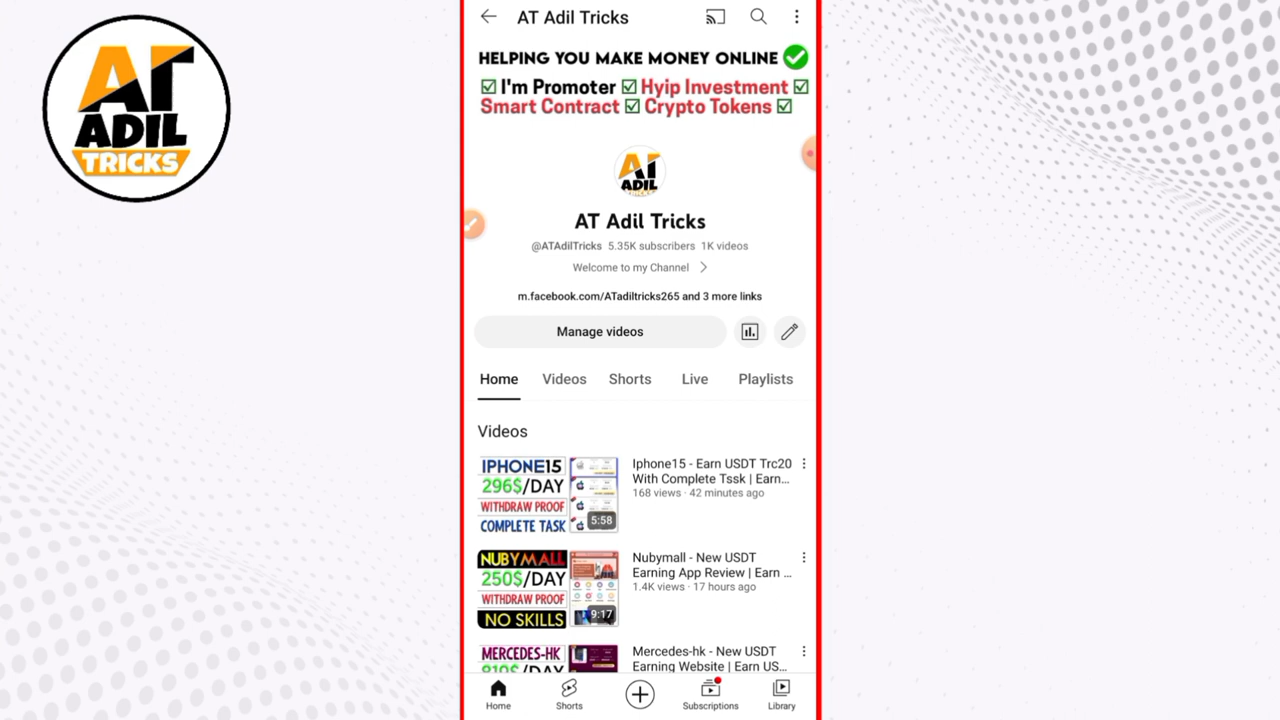 AT
ADIL
TRICKS
AT Adil Tricks
HELPING YOU MAKE MONEY ONLINE
I'm Promoter Hyip Investment
Smart Contract Crypto Tokens
AT
ADIL
AT Adil Tricks
@ATAdilTricks 5.35K subscribers 1K videos
Welcome to my Channel
m.facebook.com/ATadiltricks265 and 3 more links
Manage videos
Home Videos Shorts Live Playlists
Videos
IPHONE15
296$/DAY
WITHDRAW PROOF
COMPLETE TASK
5:58
Iphone15 - Earn USDT Trc20
With Complete Tssk | Earn...
168 views · 42 minutes ago
NUBYMALL
250$/DAY
WITHDRAW PROOF
NO SKILLS
9:17
Nubymall - New USDT
Earning App Review | Earn ...
1.4K views · 17 hours ago
MERCEDES-HK
819$/DAY
Mercedes-hk - New USDT
Earning Website | Earn US...
Home Shorts Subscriptions Library